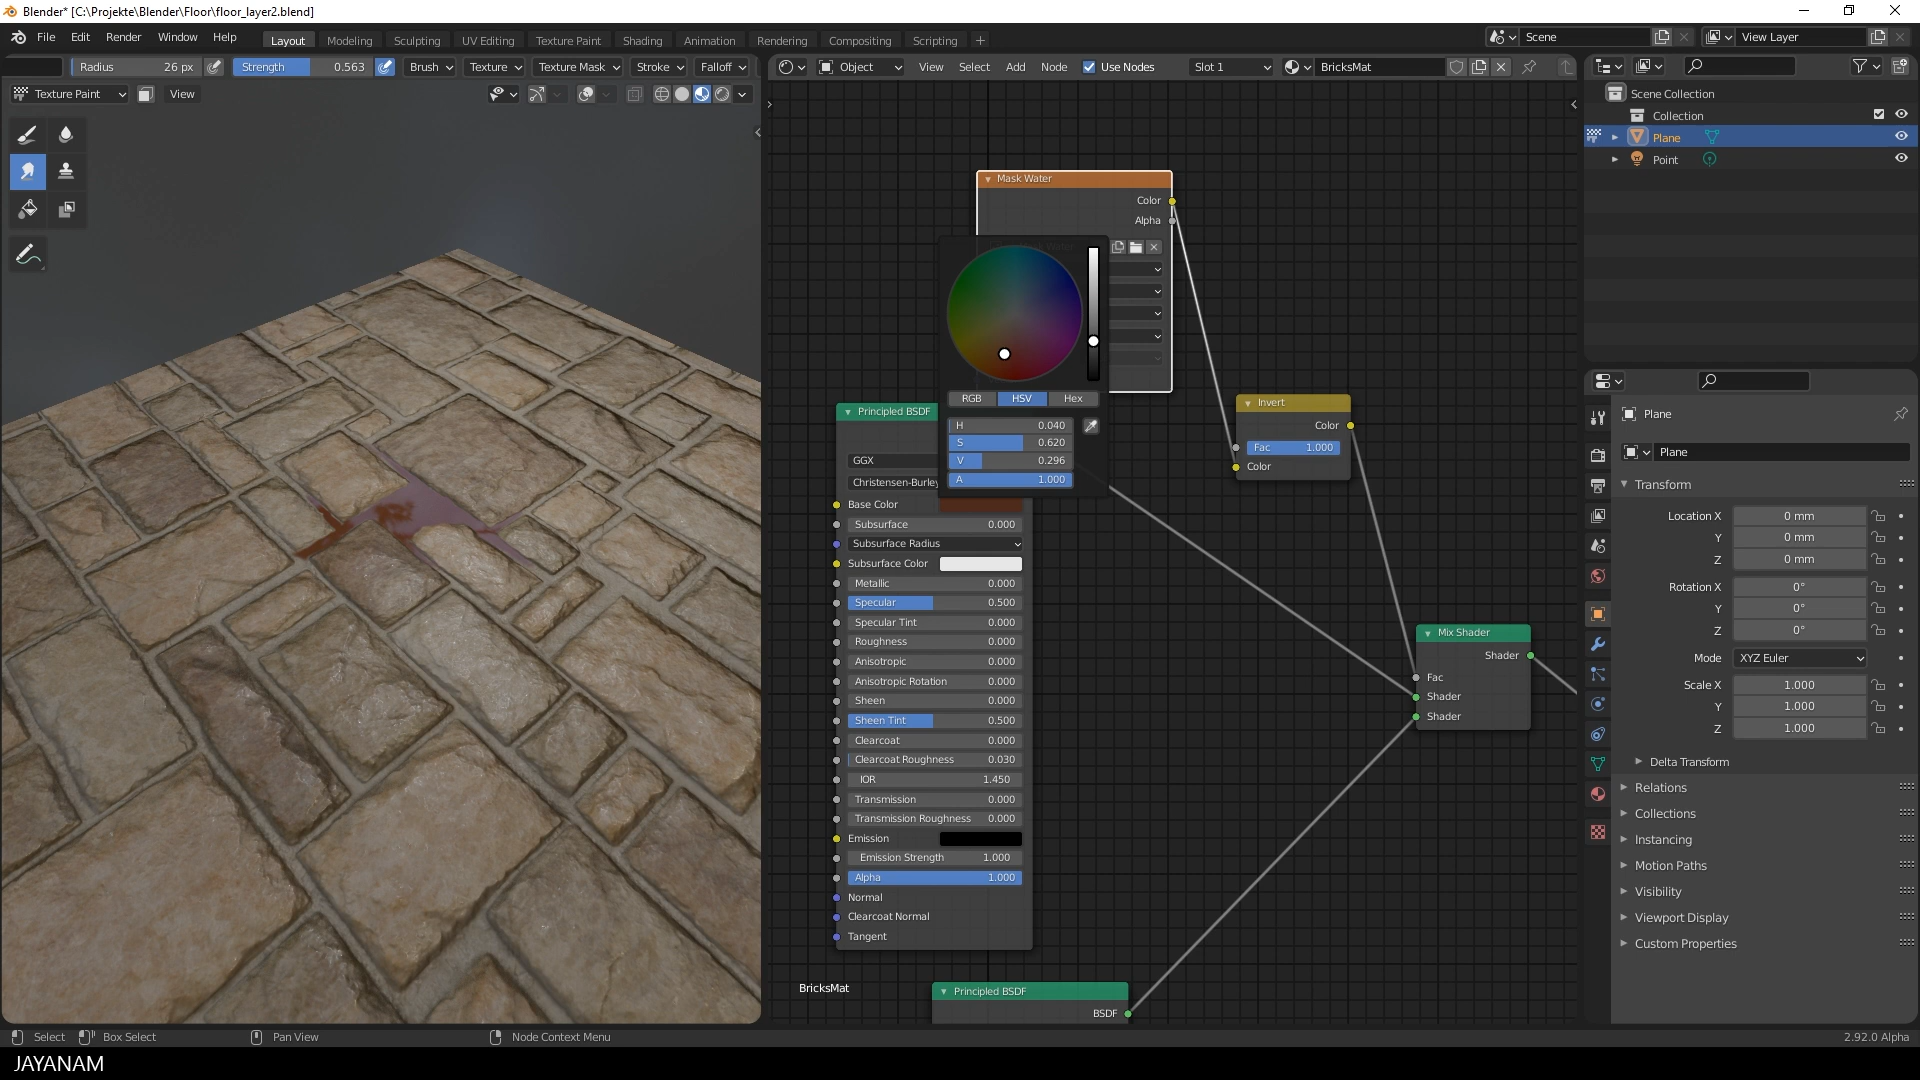 Blender* [C:\Projekte\Blender\Floor\floor_layer2.blend]
File Edit Render Window Help Layout Modeling Sculpting UV Editing Texture Paint Shading Animation Rendering Compositing Scripting + Scene View Layer
Radius 26 px Strength 0.563 Brush Texture Texture Mask Stroke Falloff Object View Select Add Node Use Nodes Slot 1 BricksMat
Texture Paint View
Scene Collection
Collection
Plane
Point
Mask Water
Color
Alpha
RGB HSV Hex
H 0.040
S 0.620
V 0.296
A 1.000
Principled BSDF
GGX
Christensen-Burley
Base Color
Subsurface 0.000
Subsurface Radius
Subsurface Color
Metallic 0.000
Specular 0.500
Specular Tint 0.000
Roughness 0.000
Anisotropic 0.000
Anisotropic Rotation 0.000
Sheen 0.000
Sheen Tint 0.500
Clearcoat 0.000
Clearcoat Roughness 0.030
IOR 1.450
Transmission 0.000
Transmission Roughness 0.000
Emission
Emission Strength 1.000
Alpha 1.000
Normal
Clearcoat Normal
Tangent
Invert
Color
Fac 1.000
Color
Mix Shader
Shader
Fac
Shader
Shader
BricksMat
Principled BSDF
BSDF
Plane
Plane
Transform
Location X 0 mm
Y 0 mm
Z 0 mm
Rotation X 0°
Y 0°
Z 0°
Mode XYZ Euler
Scale X 1.000
Y 1.000
Z 1.000
Delta Transform
Relations
Collections
Instancing
Motion Paths
Visibility
Viewport Display
Custom Properties
Select Box Select Pan View Node Context Menu 2.92.0 Alpha
JAYANAM